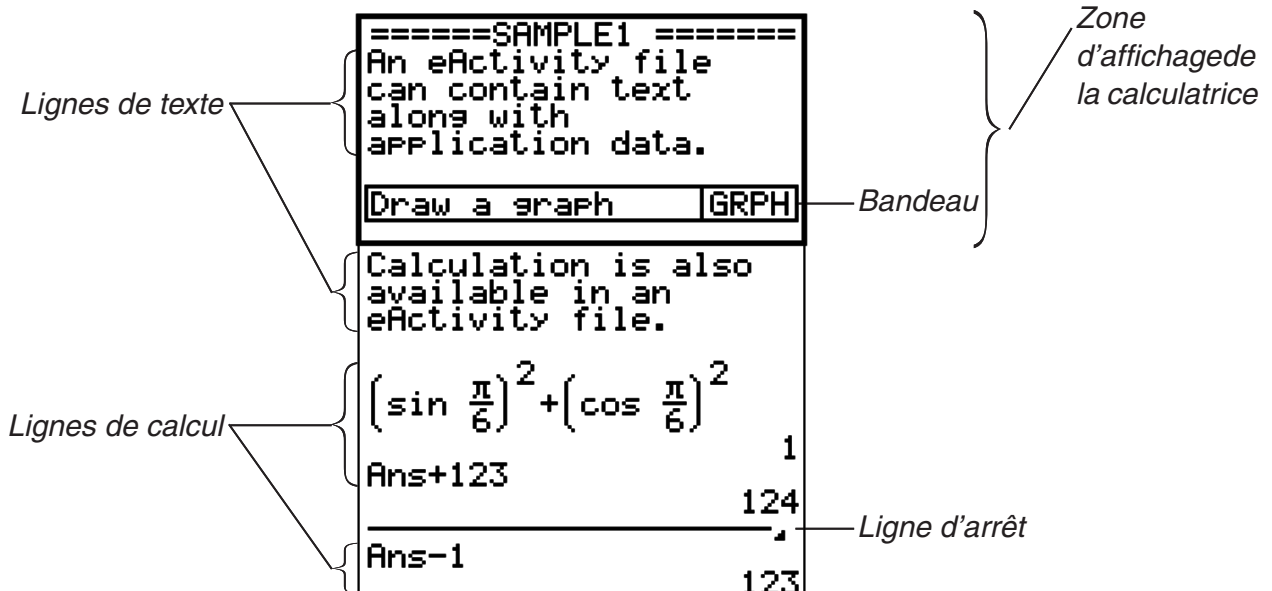 ======SAMPLE1 =======
An eActivity file
can contain text
along with
application data.
Draw a graph GRPH
Calculation is also
available in an
eActivity file.
(sin π/6)²+(cos π/6)²
1
Ans+123
124
Ans−1
123
Lignes de texte
Lignes de calcul
Zone
d'affichagede
la calculatrice
Bandeau
Ligne d'arrêt